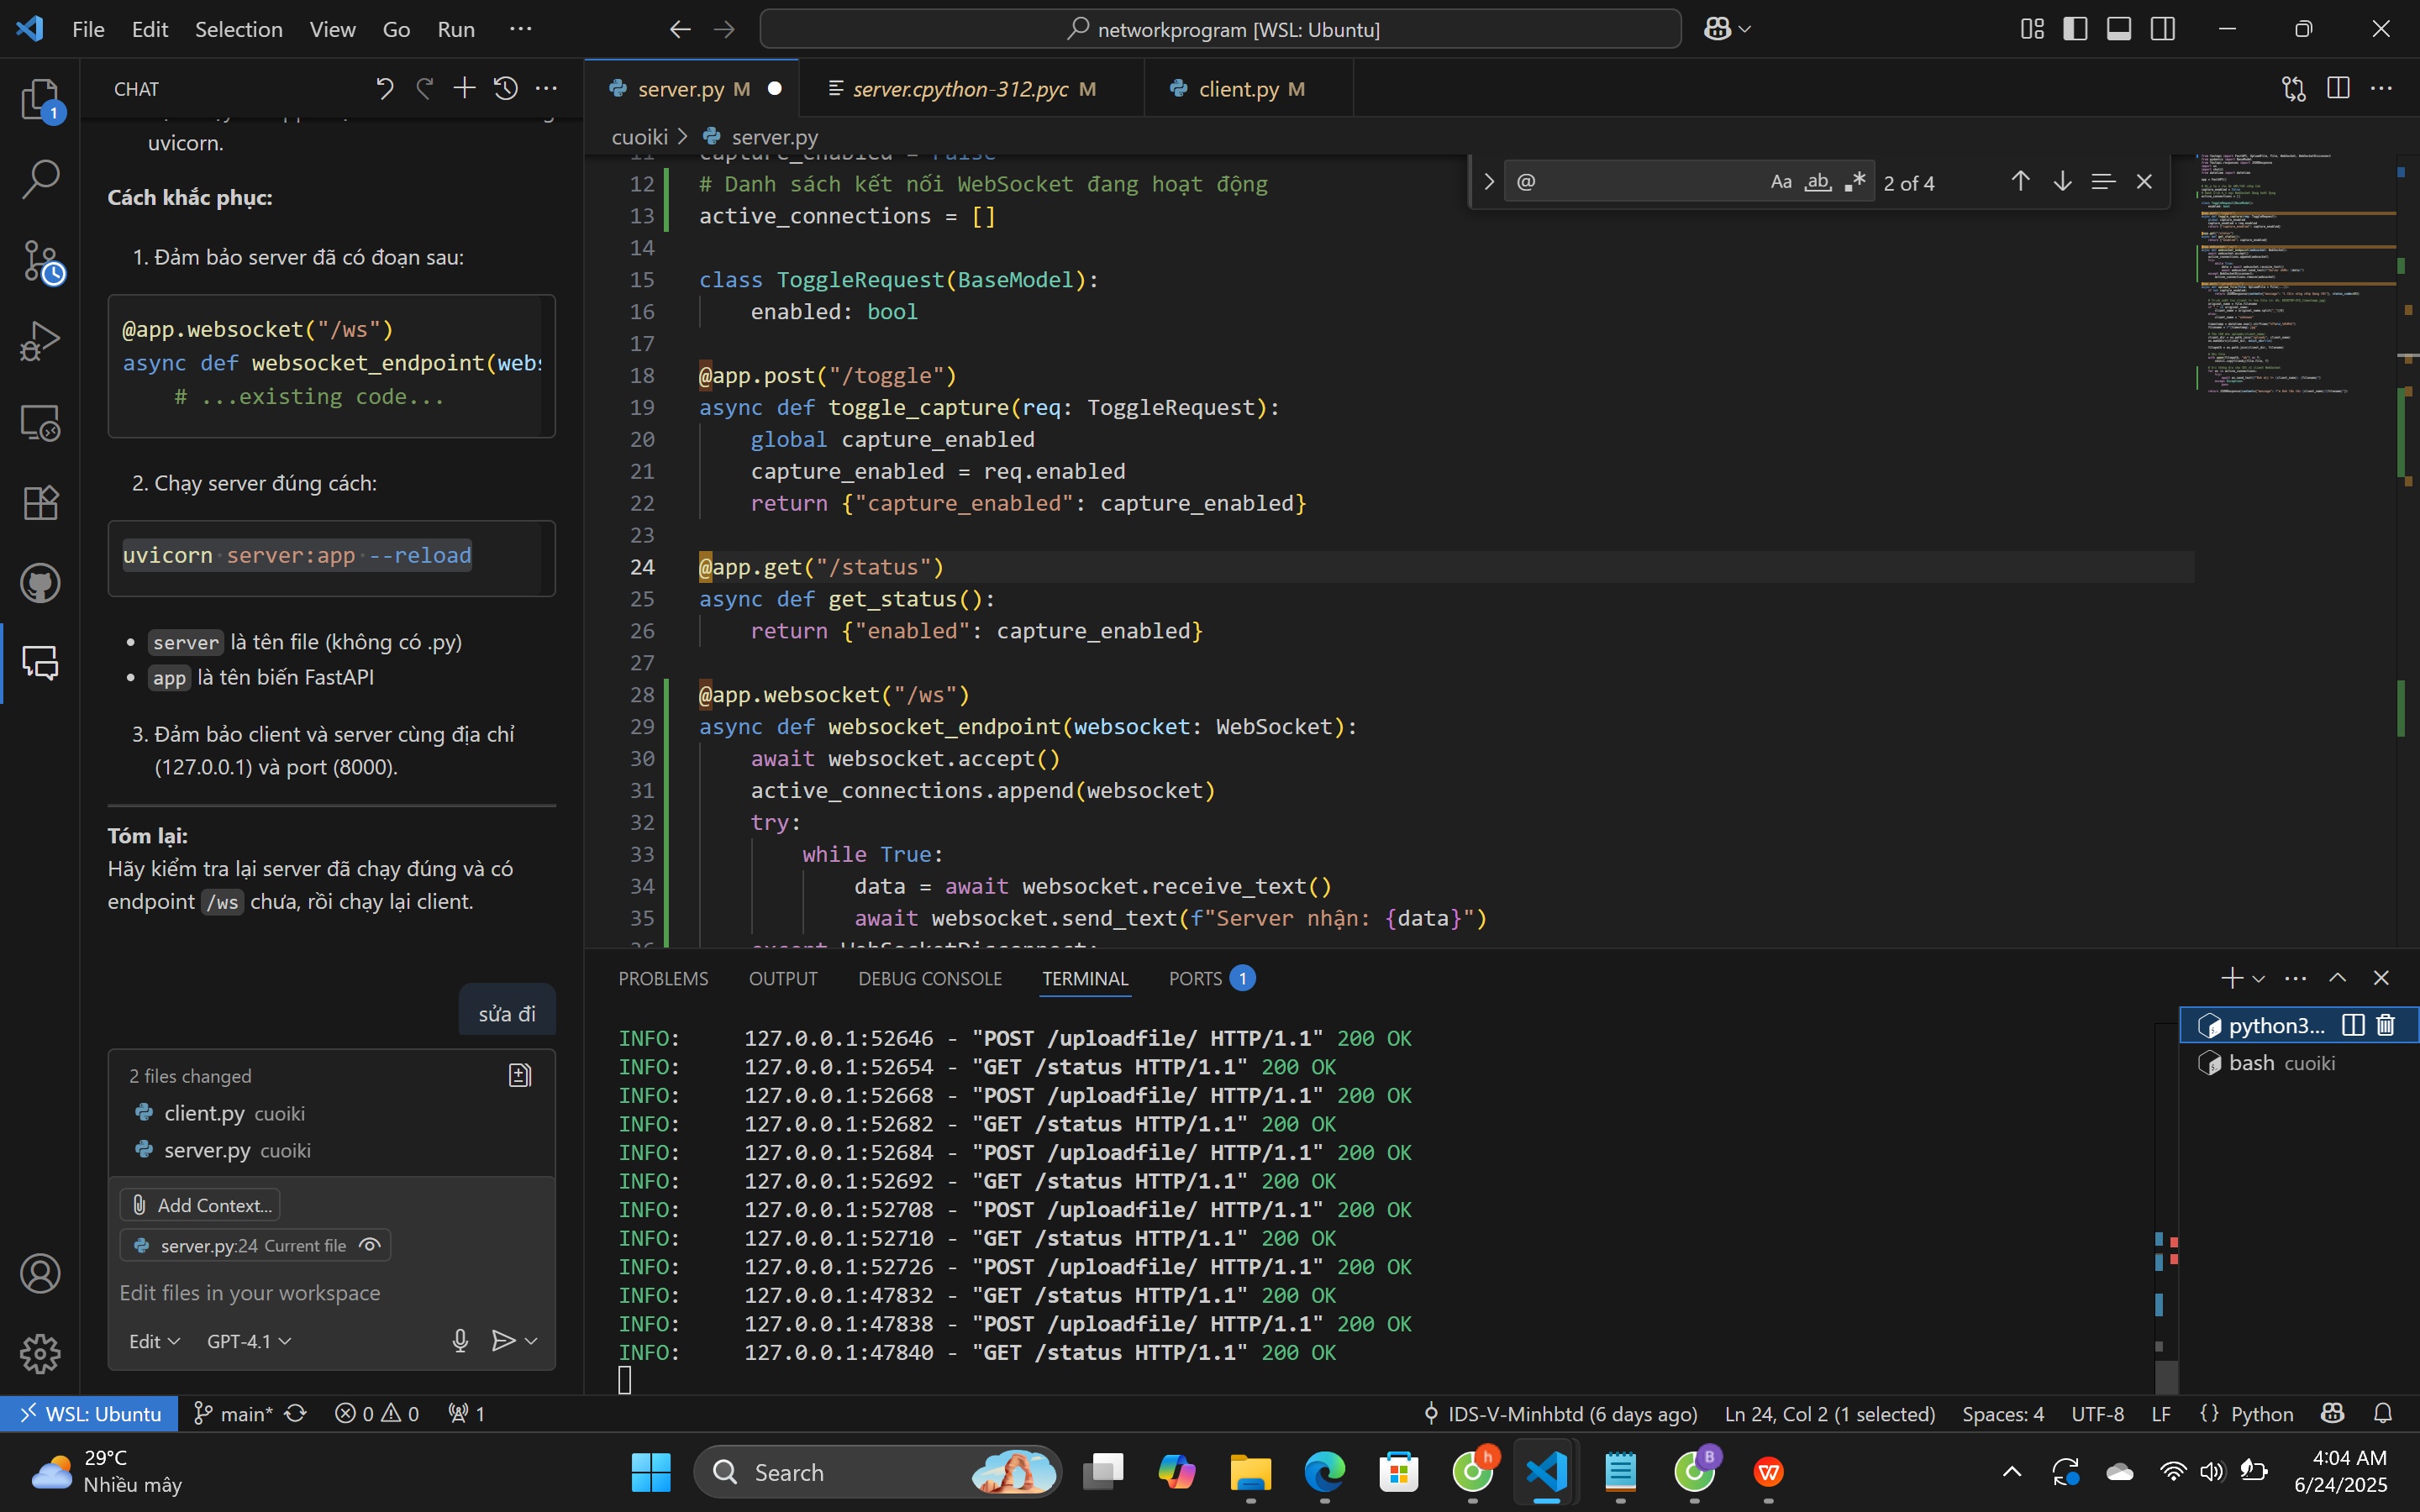 File Edit Selection View Go Run ...
networkprogram [WSL: Ubuntu]
CHAT
uvicorn.
Cách khắc phục:
1. Đảm bảo server đã có đoạn sau:
@app.websocket("/ws")
async def websocket_endpoint(webs
# ...existing code...
2. Chạy server đúng cách:
uvicorn server:app --reload
• server là tên file (không có .py)
• app là tên biến FastAPI
3. Đảm bảo client và server cùng địa chỉ
(127.0.0.1) và port (8000).
Tóm lại:
Hãy kiểm tra lại server đã chạy đúng và có
endpoint /ws chưa, rồi chạy lại client.
sửa đi
2 files changed
client.py cuoiki
server.py cuoiki
Add Context...
server.py:24 Current file
Edit files in your workspace
Edit GPT-4.1
server.py M
server.cpython-312.pyc M
client.py M
cuoiki > server.py
@
Aa ab .* 2 of 4
11 capture_enabled = False
12 # Danh sách kết nối WebSocket đang hoạt động
13 active_connections = []
14
15 class ToggleRequest(BaseModel):
16 enabled: bool
17
18 @app.post("/toggle")
19 async def toggle_capture(req: ToggleRequest):
20 global capture_enabled
21 capture_enabled = req.enabled
22 return {"capture_enabled": capture_enabled}
23
24 @app.get("/status")
25 async def get_status():
26 return {"enabled": capture_enabled}
27
28 @app.websocket("/ws")
29 async def websocket_endpoint(websocket: WebSocket):
30 await websocket.accept()
31 active_connections.append(websocket)
32 try:
33 while True:
34 data = await websocket.receive_text()
35 await websocket.send_text(f"Server nhận: {data}")
36 except WebSocketDisconnect:
PROBLEMS OUTPUT DEBUG CONSOLE TERMINAL PORTS 1
INFO: 127.0.0.1:52646 - "POST /uploadfile/ HTTP/1.1" 200 OK
INFO: 127.0.0.1:52654 - "GET /status HTTP/1.1" 200 OK
INFO: 127.0.0.1:52668 - "POST /uploadfile/ HTTP/1.1" 200 OK
INFO: 127.0.0.1:52682 - "GET /status HTTP/1.1" 200 OK
INFO: 127.0.0.1:52684 - "POST /uploadfile/ HTTP/1.1" 200 OK
INFO: 127.0.0.1:52692 - "GET /status HTTP/1.1" 200 OK
INFO: 127.0.0.1:52708 - "POST /uploadfile/ HTTP/1.1" 200 OK
INFO: 127.0.0.1:52710 - "GET /status HTTP/1.1" 200 OK
INFO: 127.0.0.1:52726 - "POST /uploadfile/ HTTP/1.1" 200 OK
INFO: 127.0.0.1:47832 - "GET /status HTTP/1.1" 200 OK
INFO: 127.0.0.1:47838 - "POST /uploadfile/ HTTP/1.1" 200 OK
INFO: 127.0.0.1:47840 - "GET /status HTTP/1.1" 200 OK
python3...
bash cuoiki
WSL: Ubuntu main* 0 0 1
IDS-V-Minhbtd (6 days ago) Ln 24, Col 2 (1 selected) Spaces: 4 UTF-8 LF {} Python
29°C
Nhiều mây
Search
4:04 AM
6/24/2025